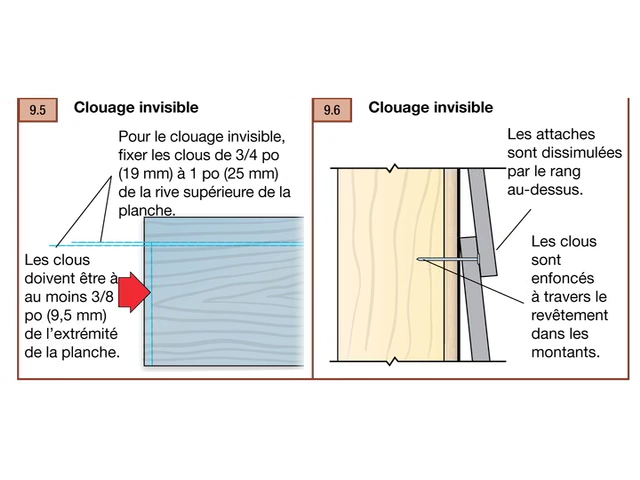 9.5
Clouage invisible
Pour le clouage invisible,
fixer les clous de 3/4 po
(19 mm) à 1 po (25 mm)
de la rive supérieure de la
planche.
Les clous
doivent être à
au moins 3/8
po (9,5 mm)
de l’extrémité
de la planche.
9.6
Clouage invisible
Les attaches
sont dissimulées
par le rang
au-dessus.
Les clous
sont
enfoncés
à travers le
revêtement
dans les
montants.